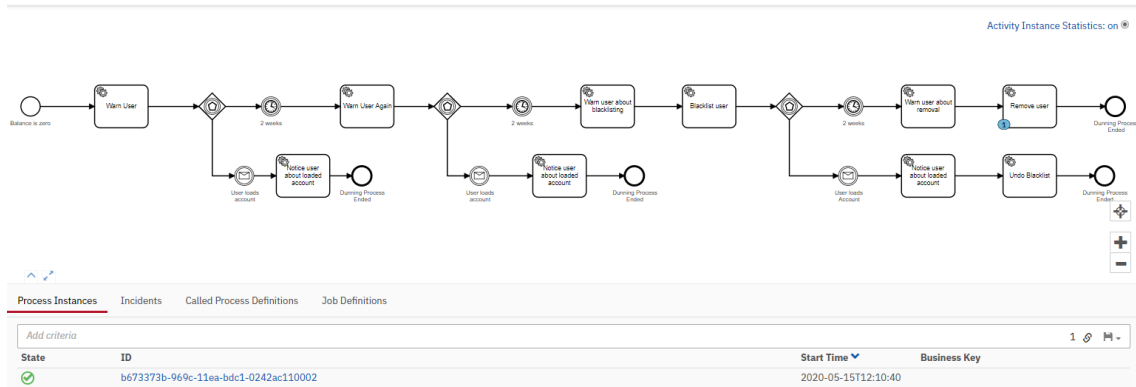 Activity Instance Statistics: on
Balance is zero
Warn User
2 weeks
Warn User Again
2 weeks
Warn user about
blacklisting
Blacklist user
2 weeks
Warn user about
removal
Remove user
1
Dunning Process
Ended
User loads
account
Notice user
about loaded
account
Dunning Process
Ended
User loads
account
Notice user
about loaded
account
Dunning Process
Ended
User loads
Account
Notice user
about loaded
account
Undo Blacklist
Dunning Process
Ended
Process Instances Incidents Called Process Definitions Job Definitions
Add criteria 1
State ID Start Time Business Key
b673373b-969c-11ea-bdc1-0242ac110002 2020-05-15T12:10:40